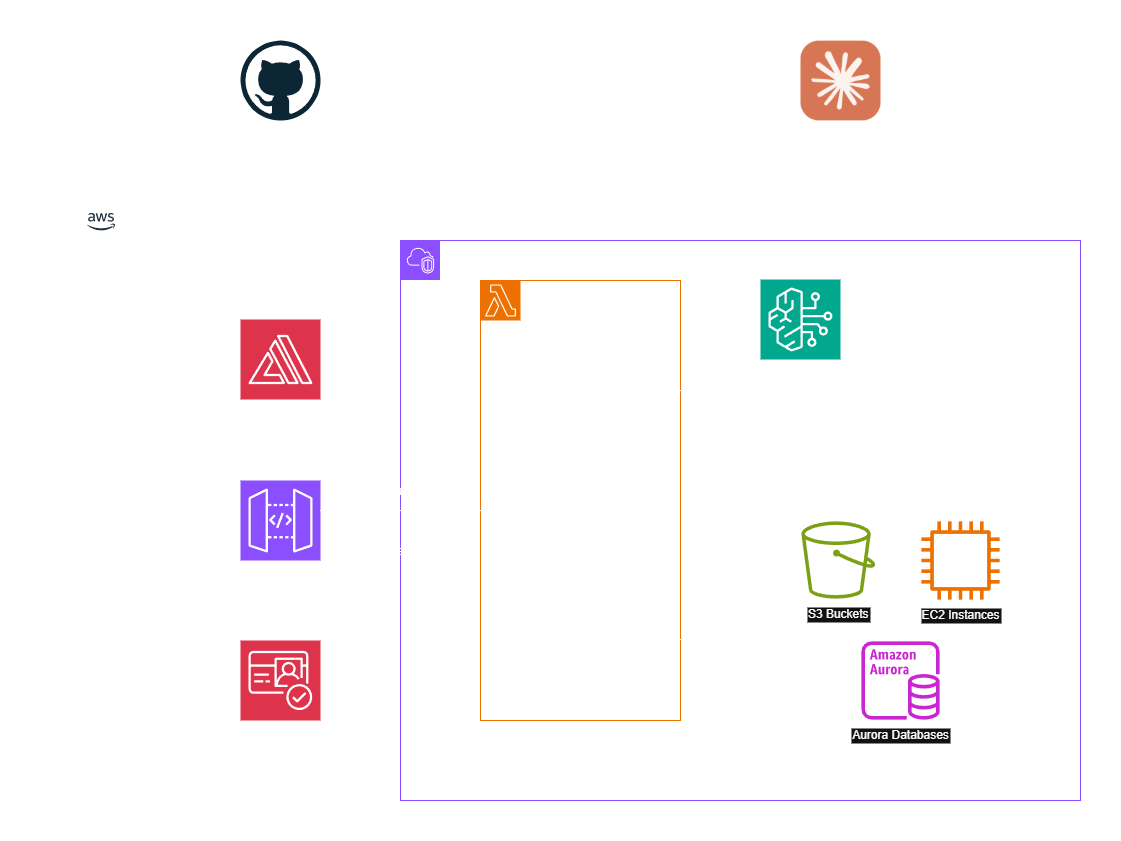 aws
S3 Buckets
EC2 Instances
Amazon
Aurora
Aurora Databases